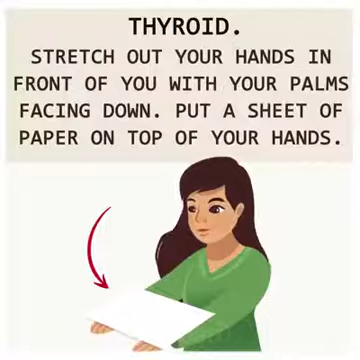 THYROID.
STRETCH OUT YOUR HANDS IN
FRONT OF YOU WITH YOUR PALMS
FACING DOWN. PUT A SHEET OF
PAPER ON TOP OF YOUR HANDS.